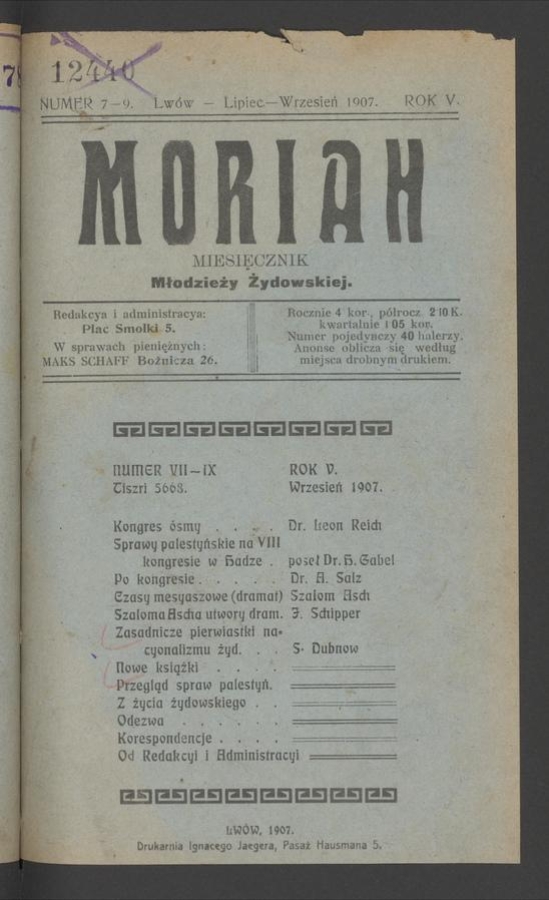 78
12440
NUMER 7—9. Lwów — Lipiec—Wrzesień 1907. ROK V.
MORIAH
MIESIĘCZNIK
Młodzieży Żydowskiej.
Redakcya i administracya:
Plac Smolki 5.
W sprawach pieniężnych:
MAKS SCHAFF Bożnicza 26.
Rocznie 4 kor., półrocz. 2 10 K.
kwartalnie 1 05 kor.
Numer pojedynczy 40 halerzy.
Anonse oblicza się według
miejsca drobnym drukiem.
NUMER VII—IX ROK V.
Tiszri 5668. Wrzesień 1907.
Kongres ósmy . . . . Dr. Leon Reich
Sprawy palestyńskie na VIII
kongresie w Hadze . poseł Dr. H. Gabel
Po kongresie . . . . . Dr. A. Salz
Czasy mesyaszowe (dramat) Szalom Asch
Szaloma Ascha utwory dram. J. Schipper
Zasadnicze pierwiastki na-
cyonalizmu żyd. . . S. Dubnow
Nowe książki . . . .
Przegląd spraw palestyń.
Z życia żydowskiego . .
Odezwa . . . . . .
Korespondencje . . . .
Od Redakcyi i Administracyi
LWÓW, 1907.
Drukarnia Ignacego Jaegera, Pasaż Hausmana 5.